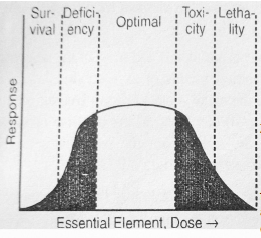 Sur-
vival
Defici-
ency
Optimal
Toxi-
city
Letha-
lity
Response
Essential Element, Dose →